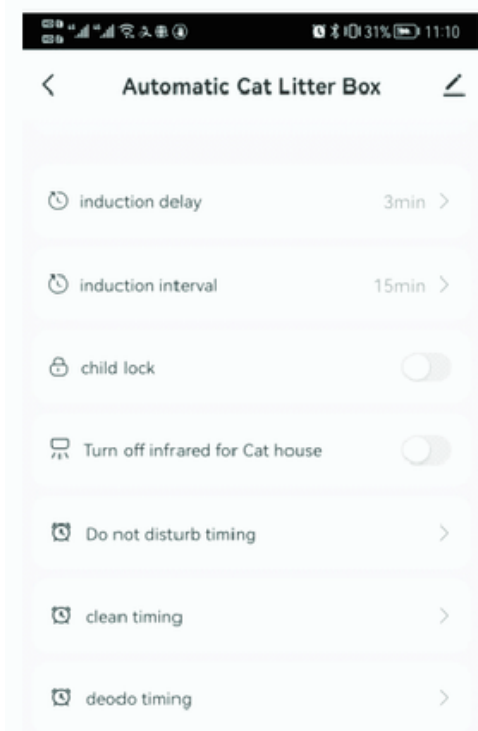 31% 11:10
Automatic Cat Litter Box
induction delay 3min
induction interval 15min
child lock
Turn off infrared for Cat house
Do not disturb timing
clean timing
deodo timing